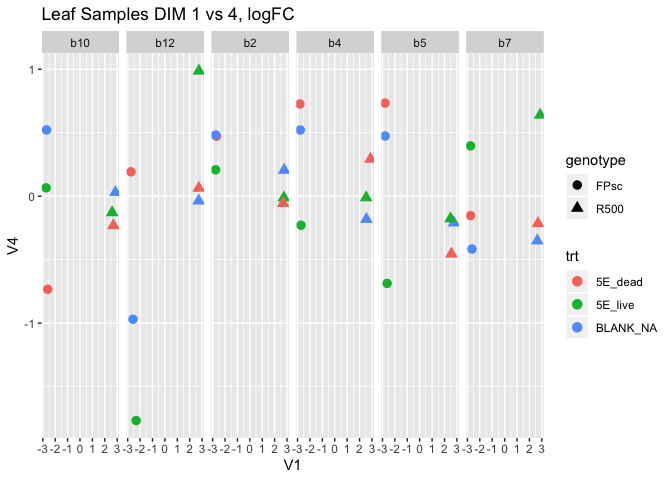 Leaf Samples DIM 1 vs 4, logFC
b10 b12 b2 b4 b5 b7
1
0
-1
V4
-3 -2 -1 0 1 2 3 -3 -2 -1 0 1 2 3 -3 -2 -1 0 1 2 3 -3 -2 -1 0 1 2 3 -3 -2 -1 0 1 2 3 -3 -2 -1 0 1 2 3
V1
genotype
FPsc
R500
trt
5E_dead
5E_live
BLANK_NA